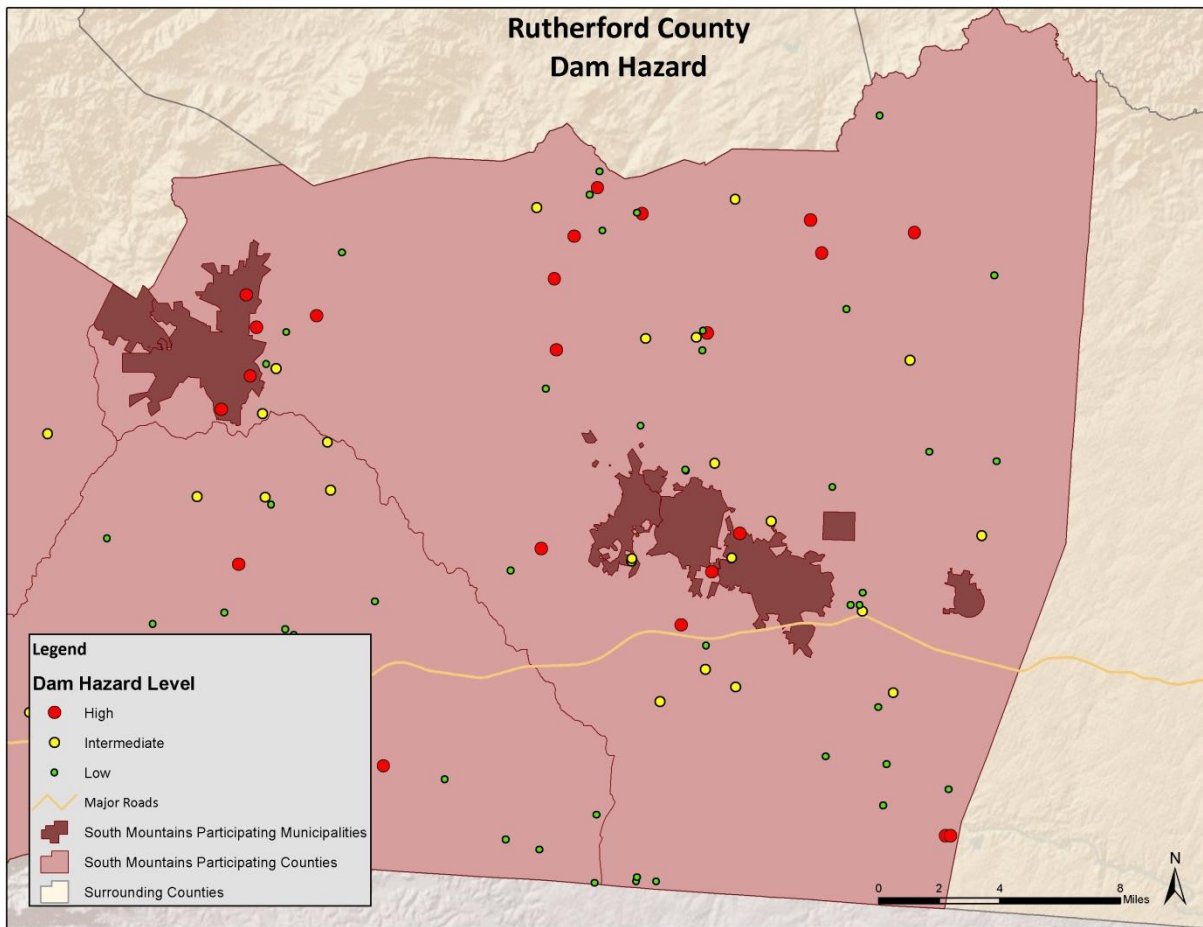 Rutherford County
Dam Hazard
Legend
Dam Hazard Level
High
Intermediate
Low
Major Roads
South Mountains Participating Municipalities
South Mountains Participating Counties
Surrounding Counties
N
0 2 4 8
Miles